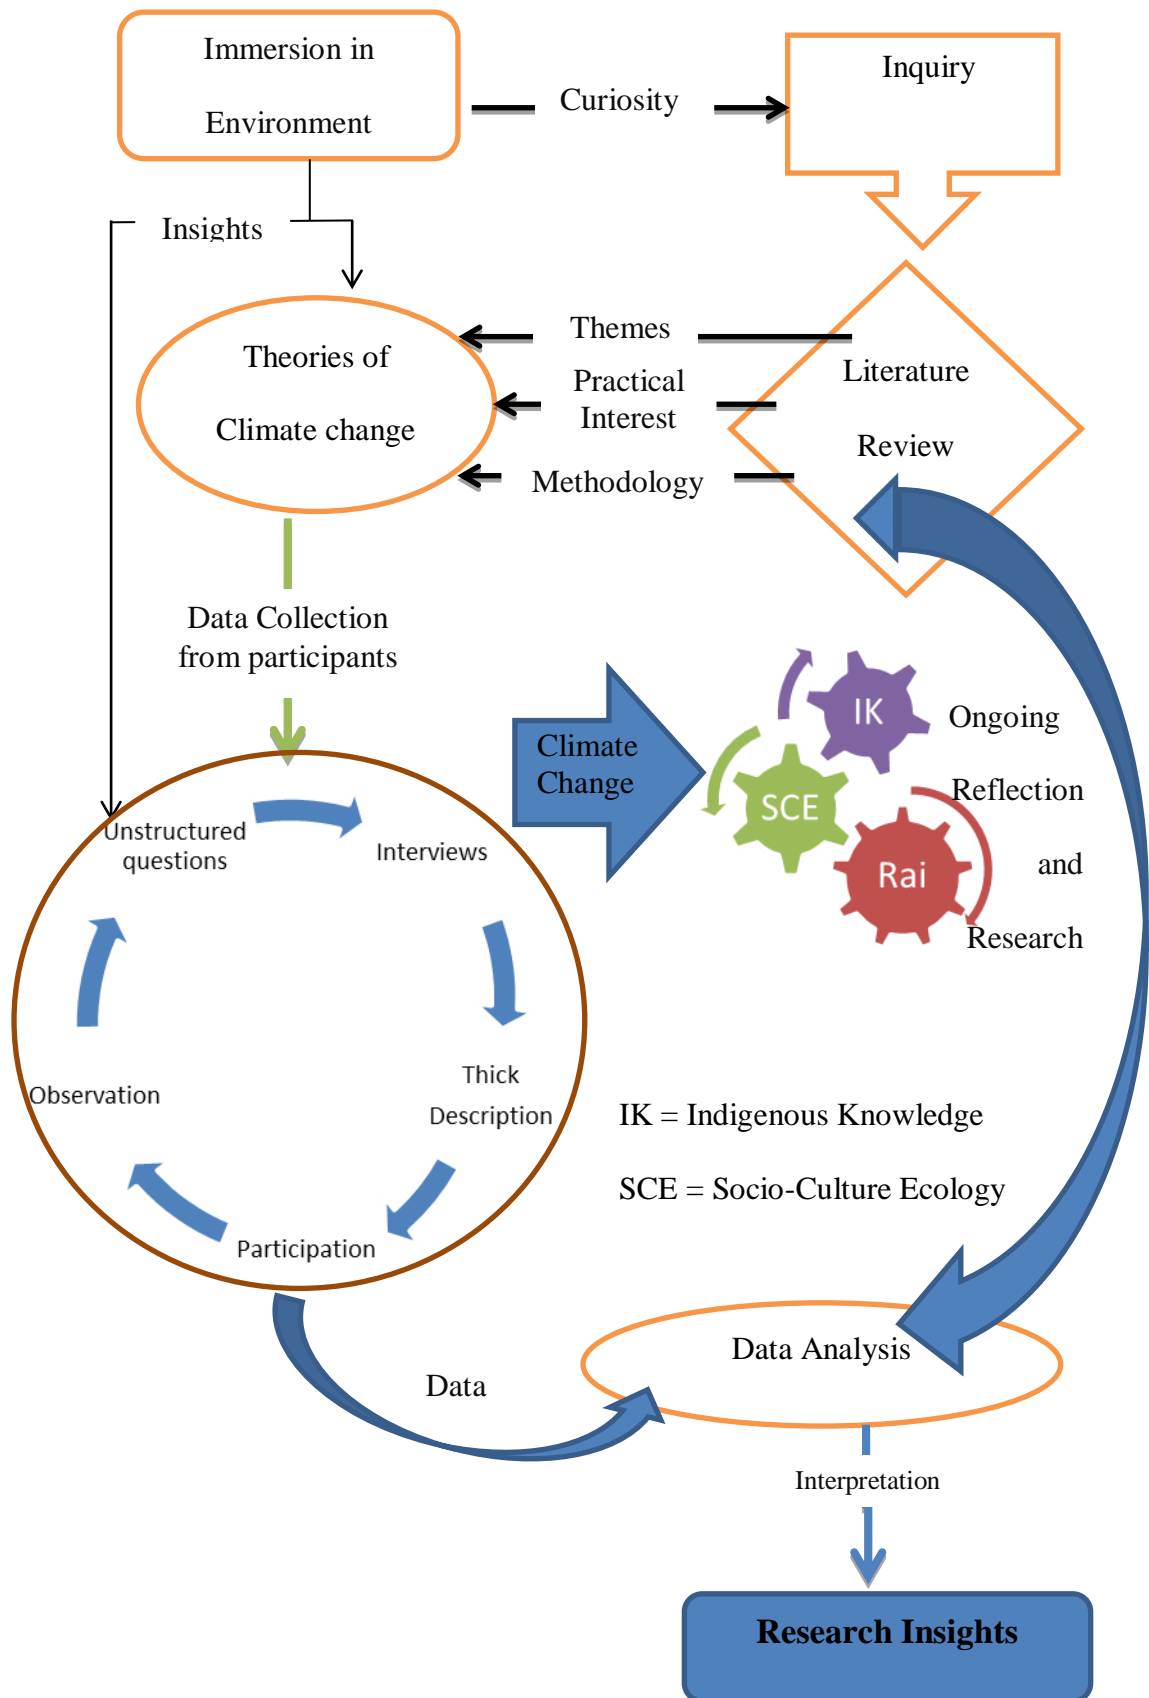 Immersion in
Environment
Curiosity
Inquiry
Insights
Theories of
Climate change
Themes
Practical
Interest
Methodology
Literature
Review
Data Collection
from participants
Climate
Change
IK
SCE
Rai
Ongoing
Reflection
and
Research
Unstructured
questions
Interviews
Thick
Description
Participation
Observation
IK = Indigenous Knowledge
SCE = Socio-Culture Ecology
Data
Data Analysis
Interpretation
Research Insights